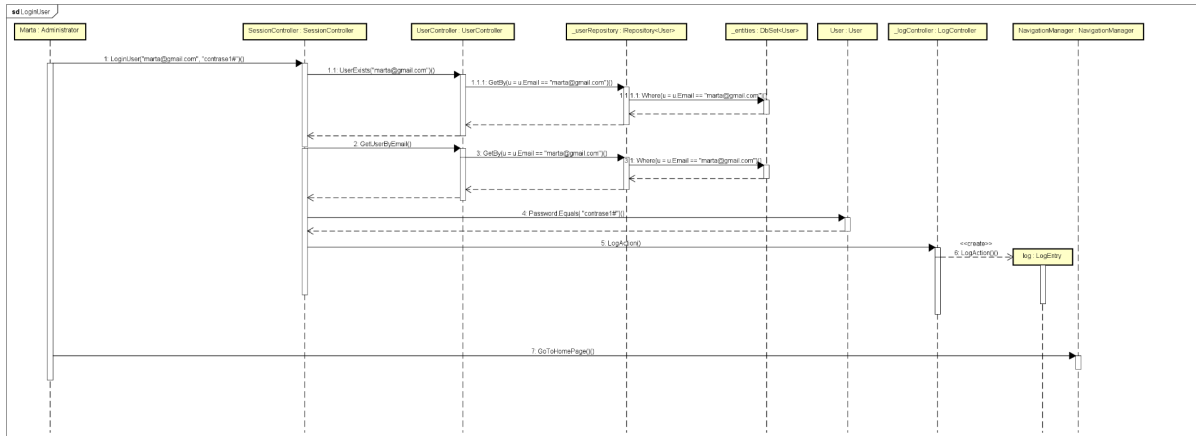 sd LoginUser
Marta : Administrator
SessionController : SessionController
UserController : UserController
_userRepository : IRepository<User>
_entities : DbSet<User>
User : User
_logController : LogController
NavigationManager : NavigationManager
1: LoginUser("marta@gmail.com", "contrase1#")()
1.1: UserExists("marta@gmail.com")()
1.1.1: GetBy(u = u.Email == "marta@gmail.com")()
1.1.1.1: Where(u = u.Email == "marta@gmail.com")()
2: GetUserByEmail()
3: GetBy(u = u.Email == "marta@gmail.com")()
3.1: Where(u = u.Email == "marta@gmail.com")()
4: Password.Equals( "contrase1#")()
5: LogAction()
<<create>>
6: LogAction()()
log : LogEntry
7: GoToHomePage()()